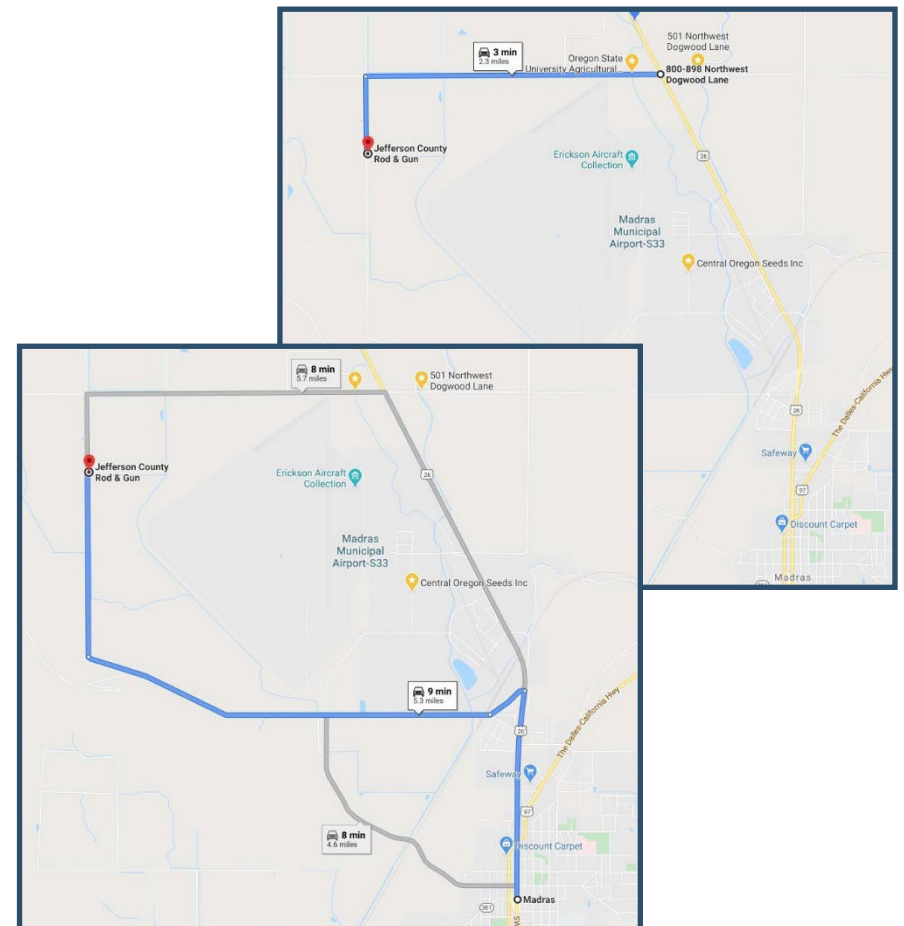 3 min
2.3 miles
501 Northwest
Dogwood Lane
Oregon State
University Agricultural...
800-898 Northwest
Dogwood Lane
Jefferson County
Rod & Gun
26
Erickson Aircraft
Collection
Madras
Municipal
Airport-S33
Central Oregon Seeds Inc
26
The Dalles-California Hwy
Safeway
97
Discount Carpet
Madras
361
8 min
5.7 miles
501 Northwest
Dogwood Lane
Jefferson County
Rod & Gun
Erickson Aircraft
Collection
26
Madras
Municipal
Airport-S33
Central Oregon Seeds Inc
9 min
5.3 miles
26
The Dalles-California Hwy
Safeway
97
8 min
4.6 miles
Discount Carpet
Madras
361
SW